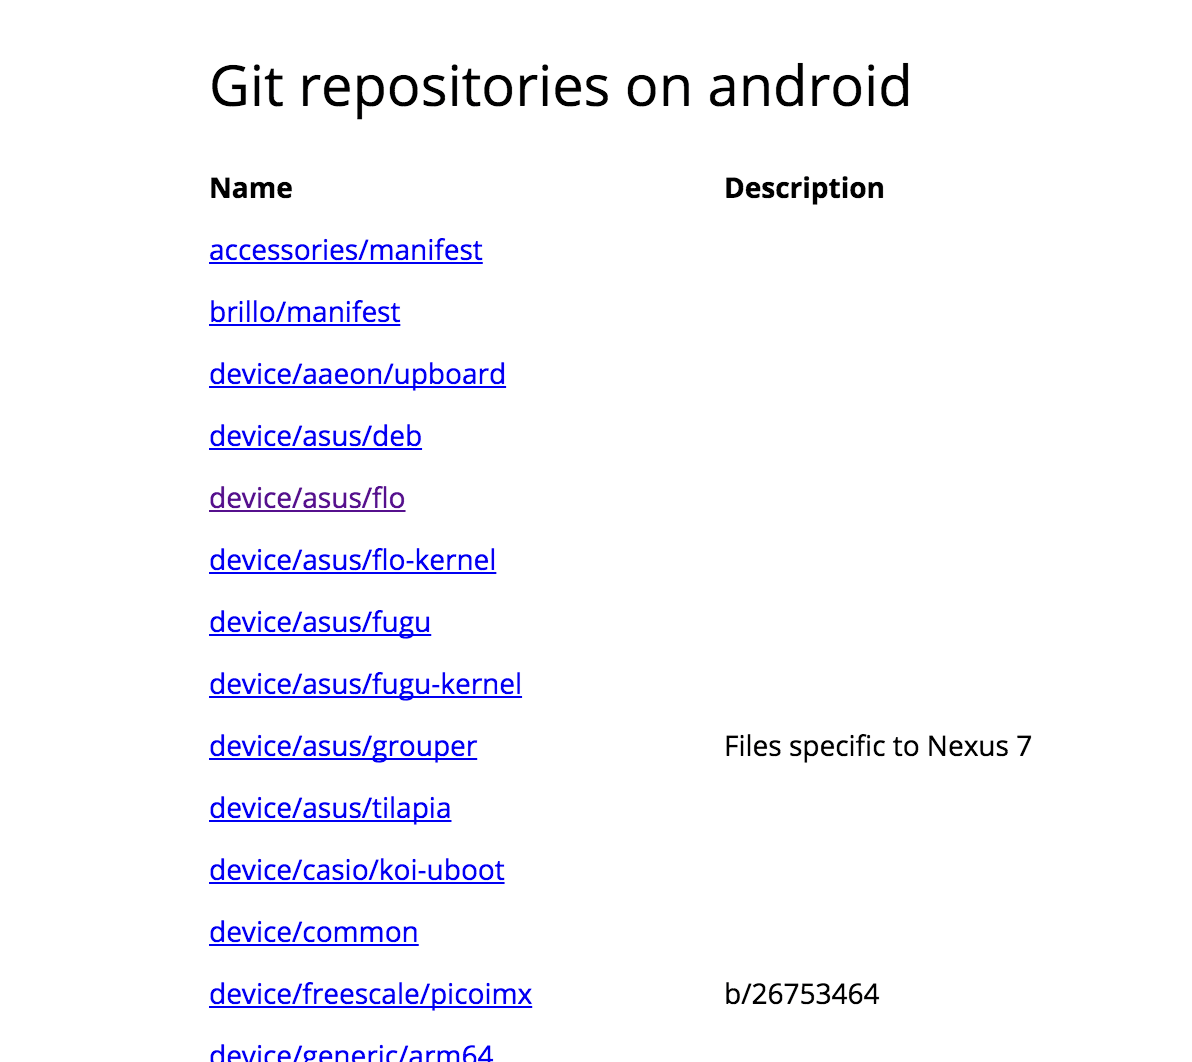 Git repositories on android
Name Description
accessories/manifest
brillo/manifest
device/aaeon/upboard
device/asus/deb
device/asus/flo
device/asus/flo-kernel
device/asus/fugu
device/asus/fugu-kernel
device/asus/grouper Files specific to Nexus 7
device/asus/tilapia
device/casio/koi-uboot
device/common
device/freescale/picoimx b/26753464
device/generic/arm64